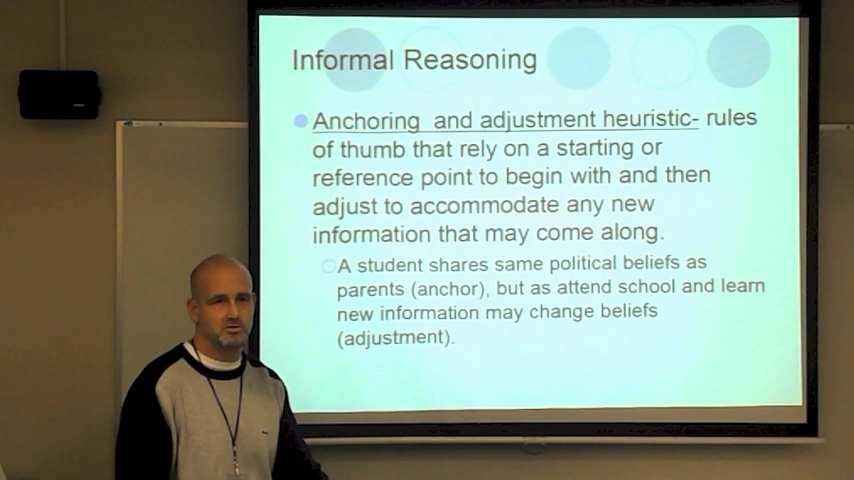 Informal Reasoning
Anchoring and adjustment heuristic- rules
of thumb that rely on a starting or
reference point to begin with and then
adjust to accommodate any new
information that may come along.
A student shares same political beliefs as
parents (anchor), but as attend school and learn
new information may change beliefs
(adjustment).